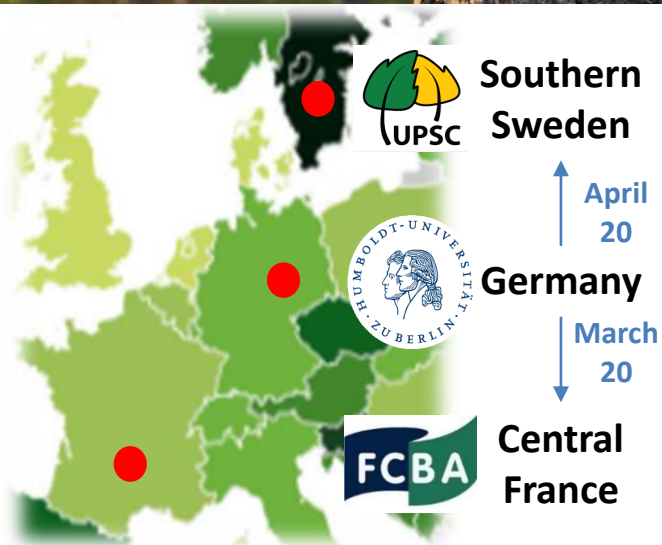 UPSC
Southern
Sweden
April
20
HUMBOLDT-UNIVERSITÄT
· ZU BERLIN ·
Germany
March
20
FCBA
Central
France